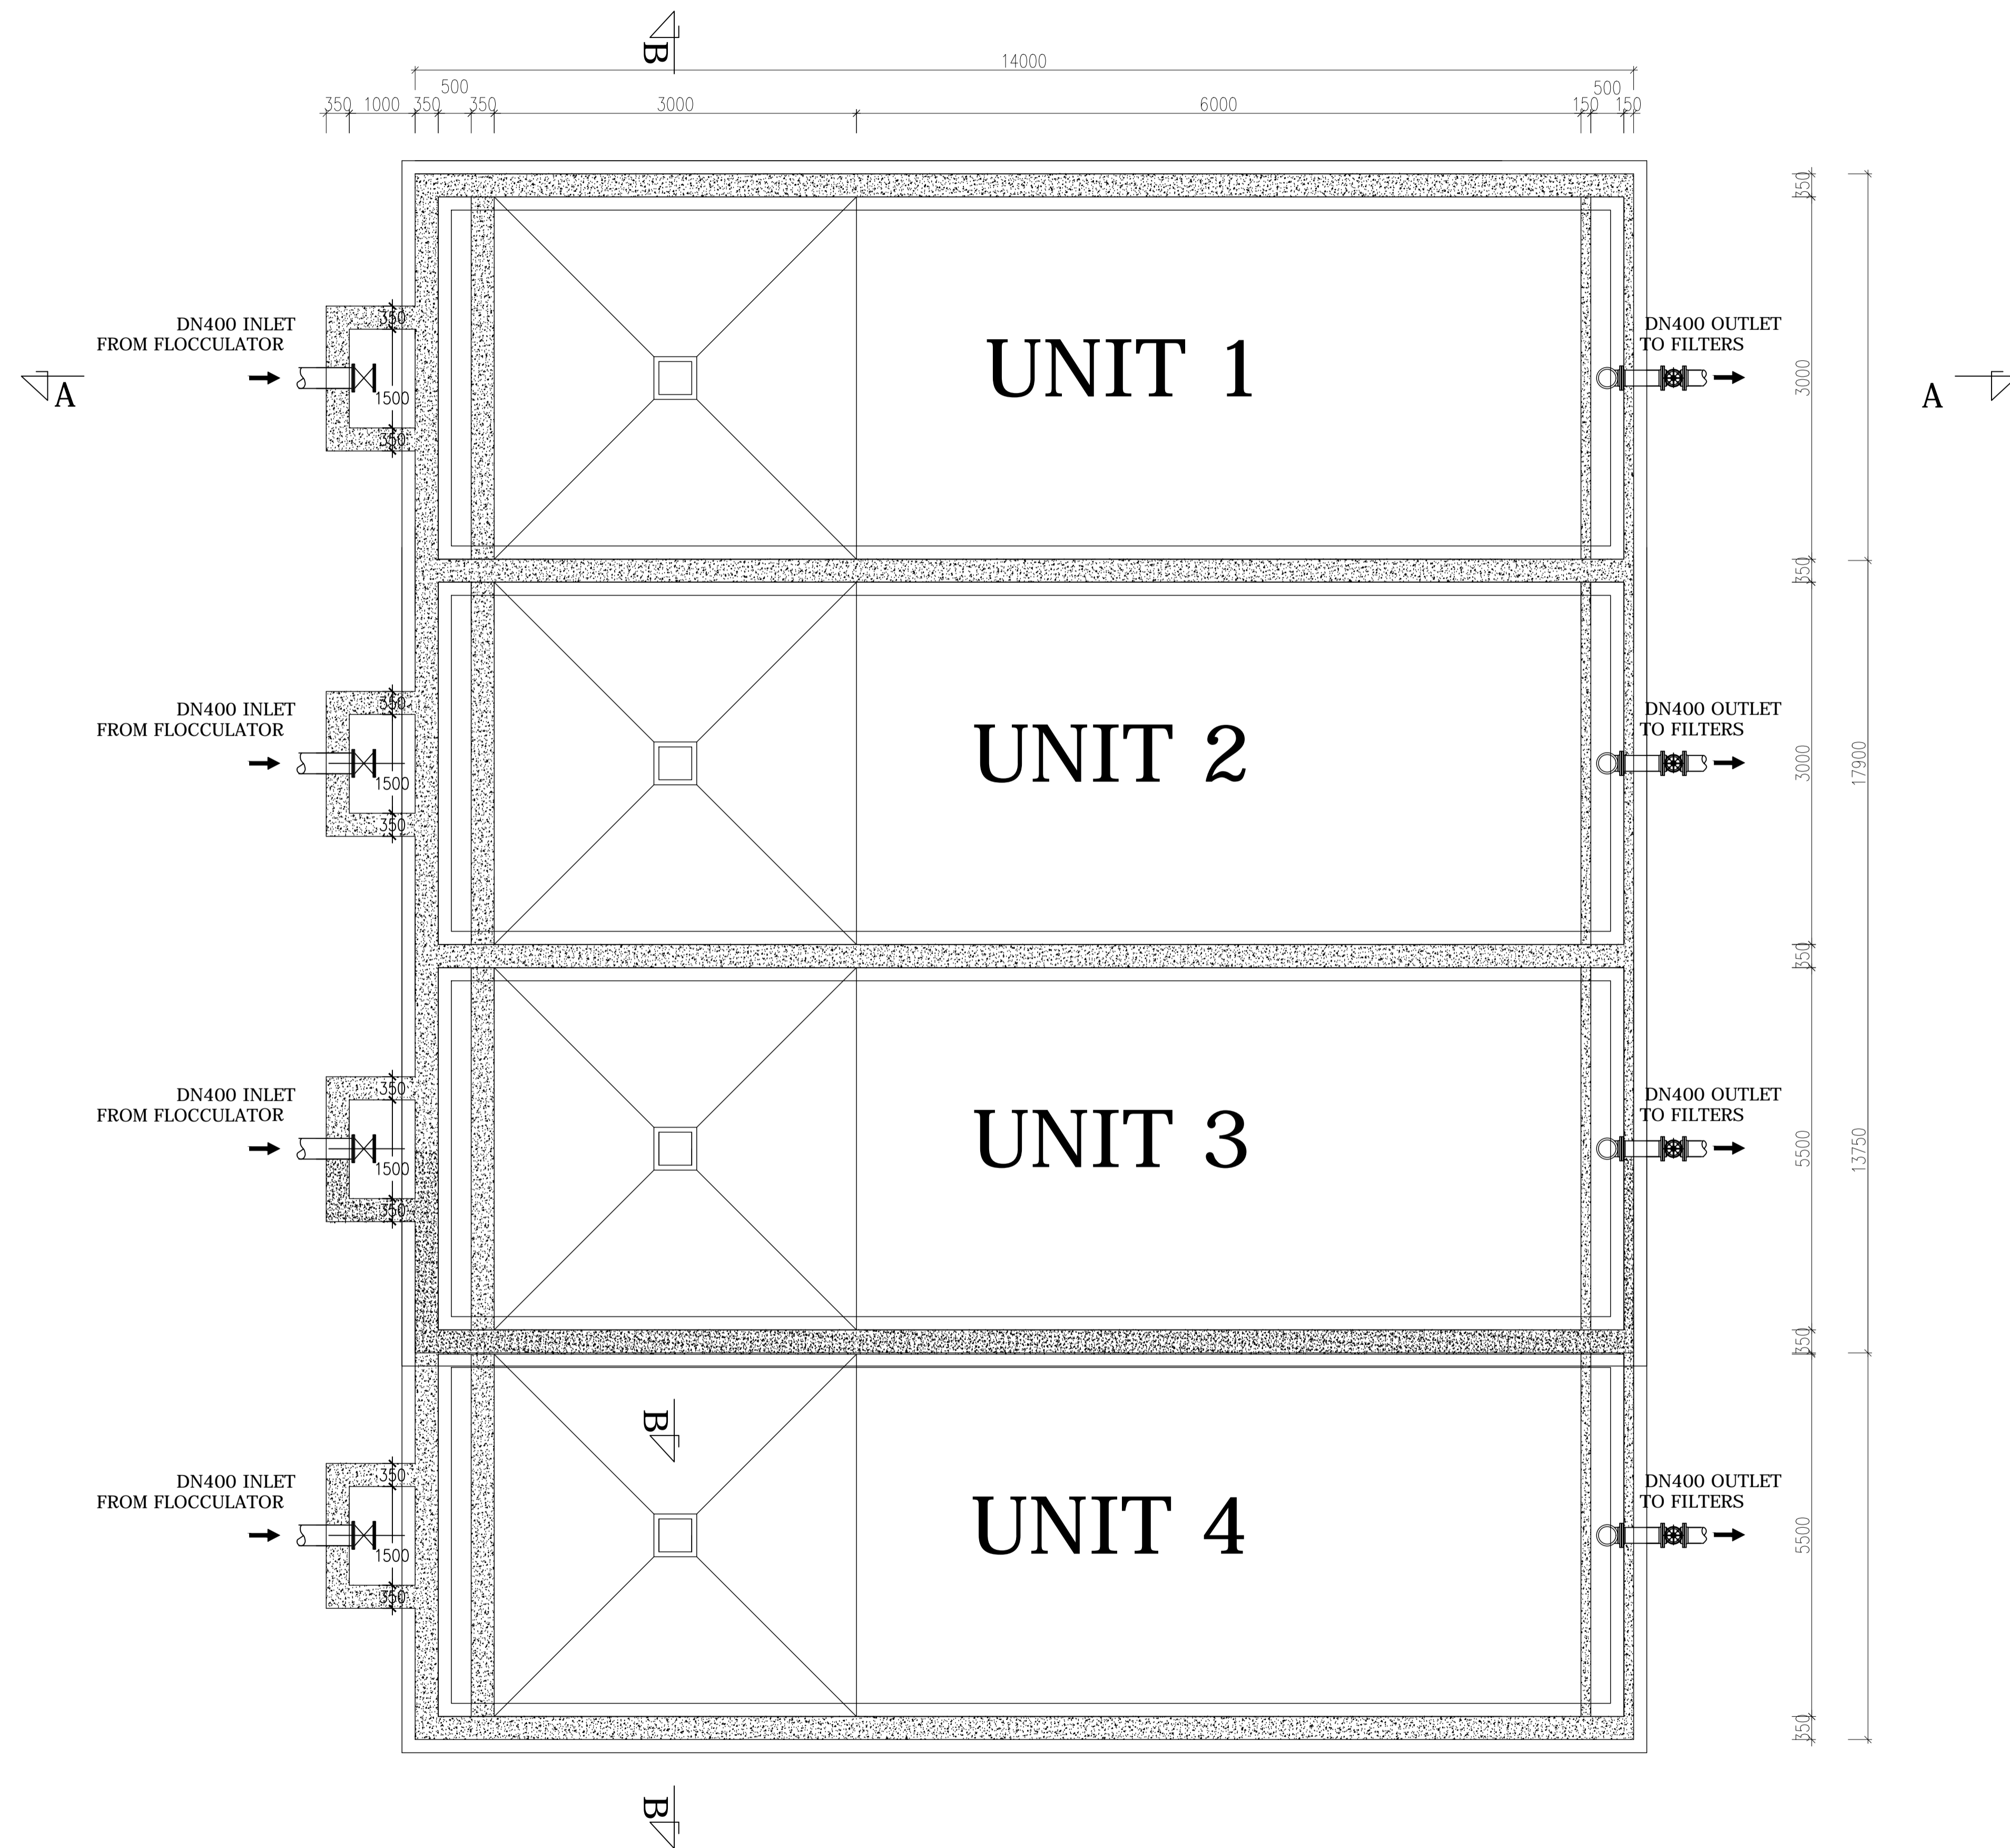 B
14000
500
500
350 1000 350 350 3000 6000 150 150
350
DN400 INLET
FROM FLOCCULATOR
350
1500
350
UNIT 1
DN400 OUTLET
TO FILTERS
3000
A
A
350
DN400 INLET
FROM FLOCCULATOR
350
1500
350
UNIT 2
DN400 OUTLET
TO FILTERS
3000
17900
350
DN400 INLET
FROM FLOCCULATOR
350
1500
350
UNIT 3
DN400 OUTLET
TO FILTERS
5500
13750
350
B
DN400 INLET
FROM FLOCCULATOR
350
1500
350
UNIT 4
DN400 OUTLET
TO FILTERS
5500
350
B